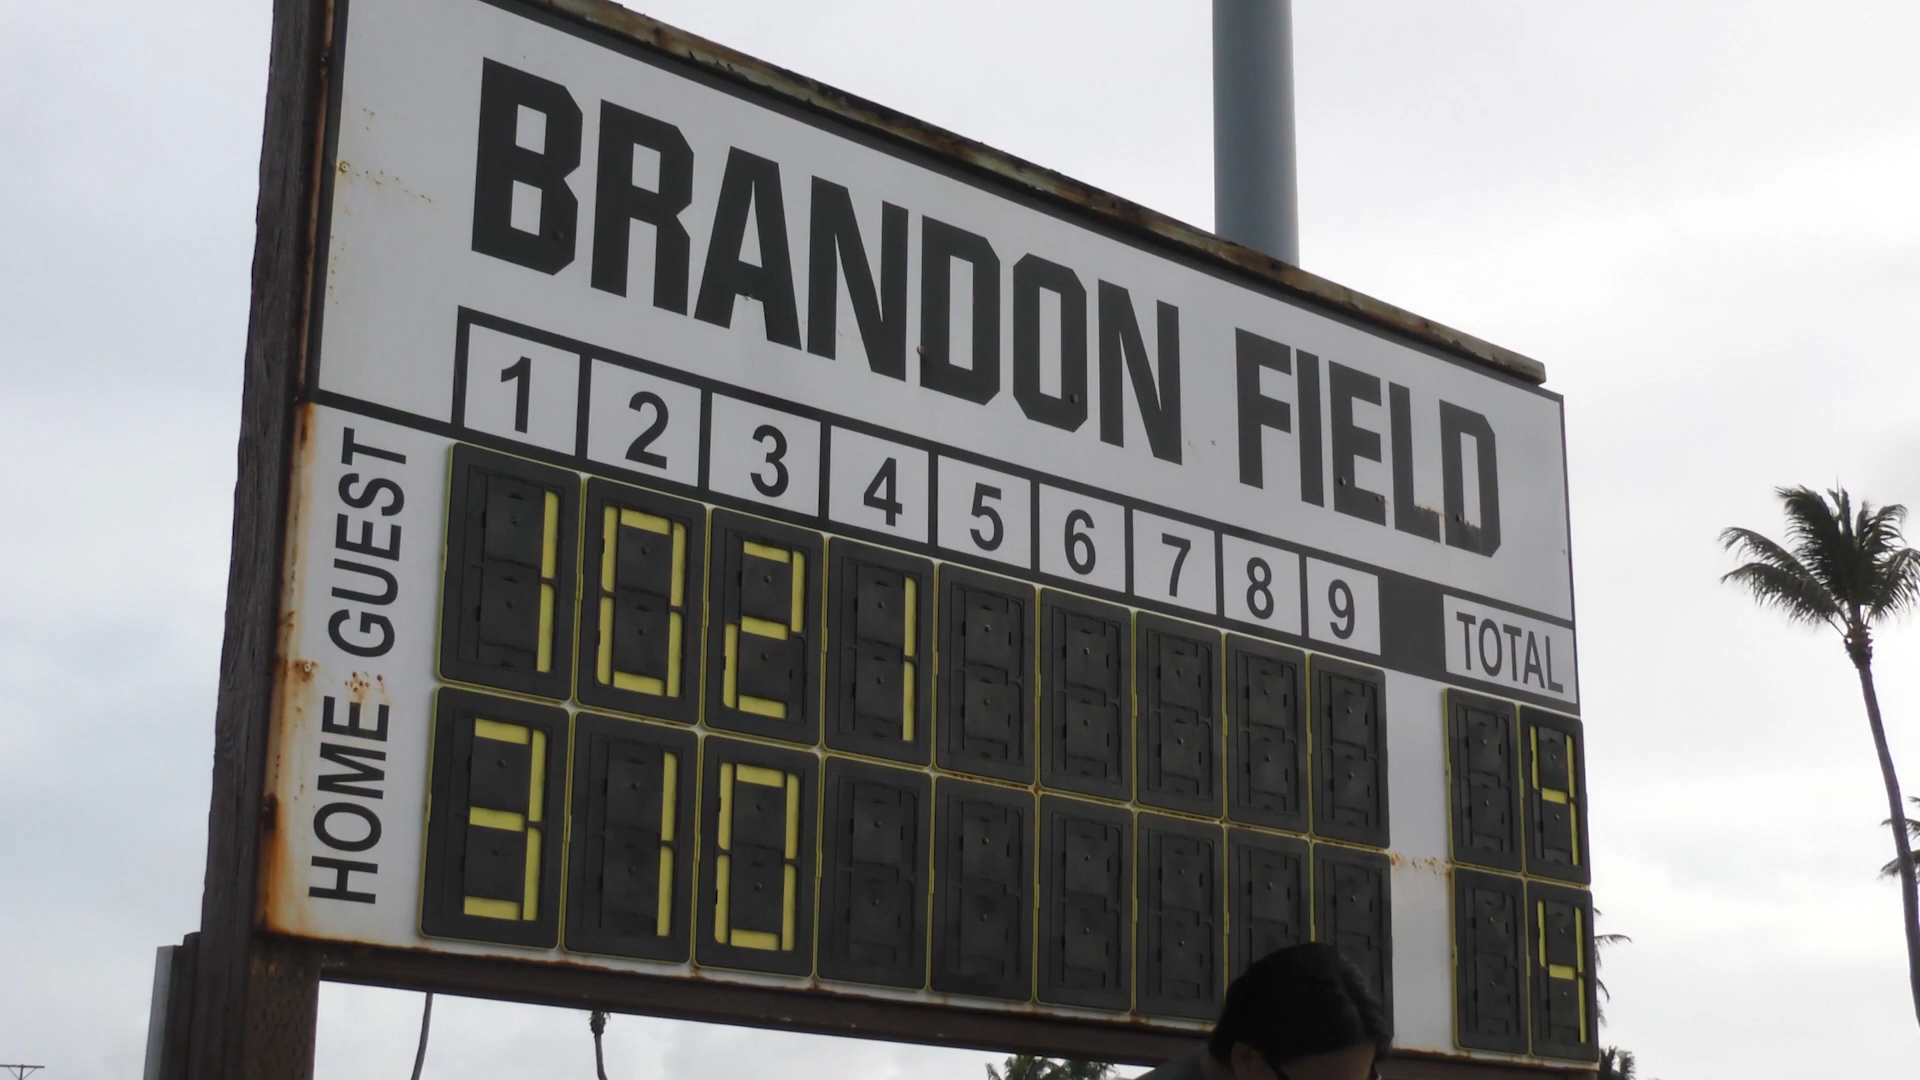 BRANDON FIELD
1 2 3 4 5 6 7 8 9 TOTAL
GUEST 1 0 2 1 4
HOME 3 1 0 4